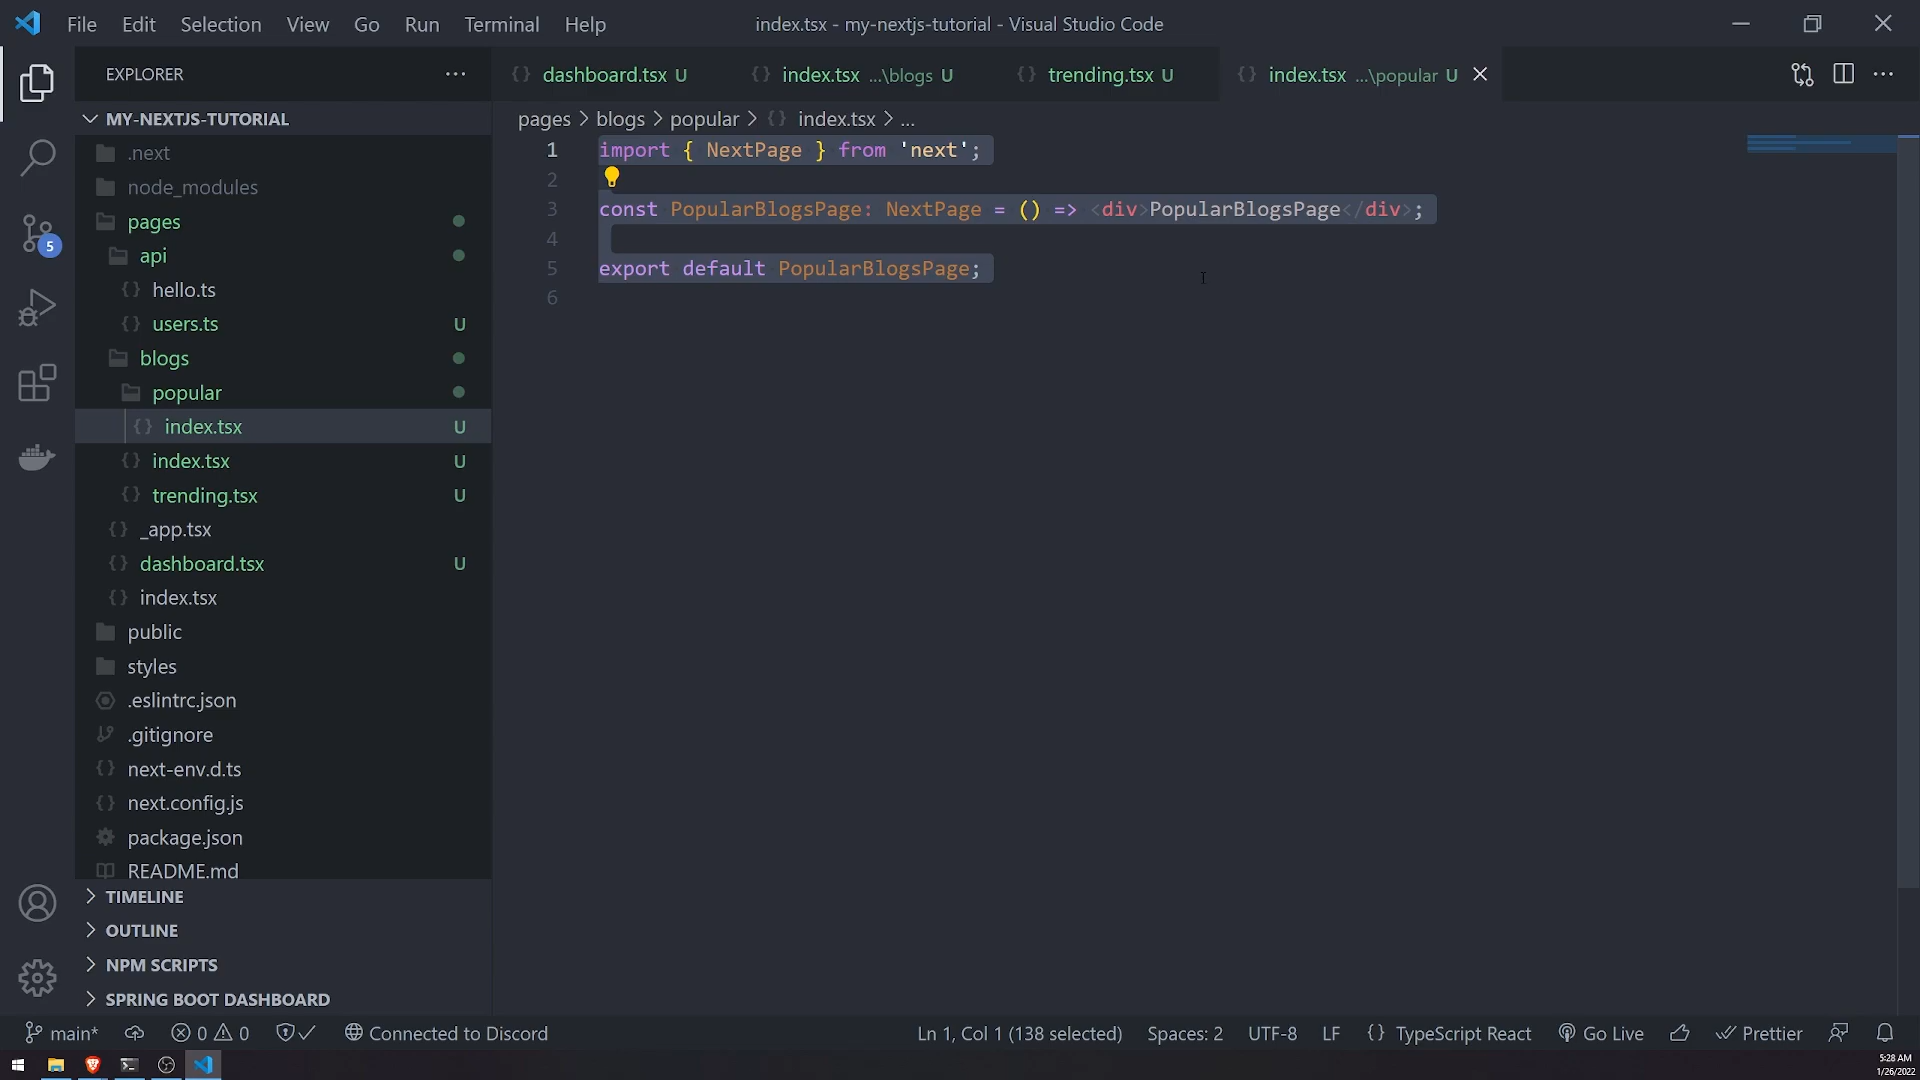 File Edit Selection View Go Run Terminal Help
index.tsx - my-nextjs-tutorial - Visual Studio Code
EXPLORER
dashboard.tsx U
index.tsx ...\blogs U
trending.tsx U
index.tsx ...\popular U
MY-NEXTJS-TUTORIAL
pages > blogs > popular > {} index.tsx > ...
.next
node_modules
pages
api
{} hello.ts
{} users.ts U
blogs
popular
{} index.tsx U
{} index.tsx U
{} trending.tsx U
{} _app.tsx
{} dashboard.tsx U
{} index.tsx
public
styles
.eslintrc.json
.gitignore
{} next-env.d.ts
{} next.config.js
package.json
README.md
1 import { NextPage } from 'next';
2
3 const PopularBlogsPage: NextPage = () => <div>PopularBlogsPage</div>;
4
5 export default PopularBlogsPage;
6
5
TIMELINE
OUTLINE
NPM SCRIPTS
SPRING BOOT DASHBOARD
main* 0 0 Connected to Discord
Ln 1, Col 1 (138 selected) Spaces: 2 UTF-8 LF {} TypeScript React Go Live Prettier
5:28 AM
1/26/2022